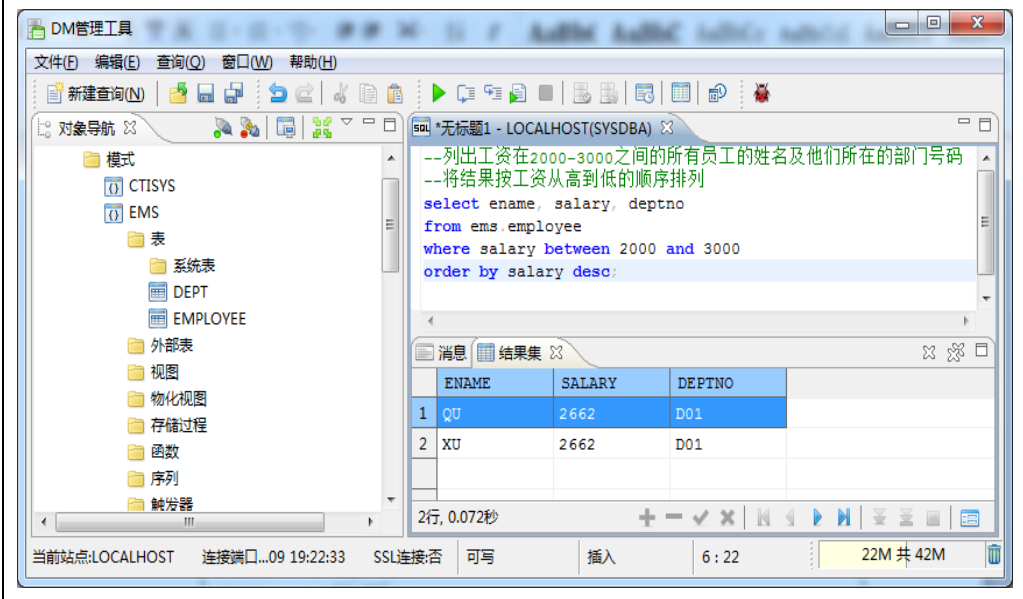 DM管理工具
文件(F) 编辑(E) 查询(Q) 窗口(W) 帮助(H)
新建查询(N)
对象导航
模式
CTISYS
EMS
表
系统表
DEPT
EMPLOYEE
外部表
视图
物化视图
存储过程
函数
序列
触发器
*无标题1 - LOCALHOST(SYSDBA)
--列出工资在2000-3000之间的所有员工的姓名及他们所在的部门号码
--将结果按工资从高到低的顺序排列
select ename, salary, deptno
from ems.employee
where salary between 2000 and 3000
order by salary desc;
消息 结果集
ENAME SALARY DEPTNO
1 QU 2662 D01
2 XU 2662 D01
2行, 0.072秒
当前站点:LOCALHOST 连接端口...09 19:22:33 SSL连接:否 可写 插入 6 : 22 22M 共 42M